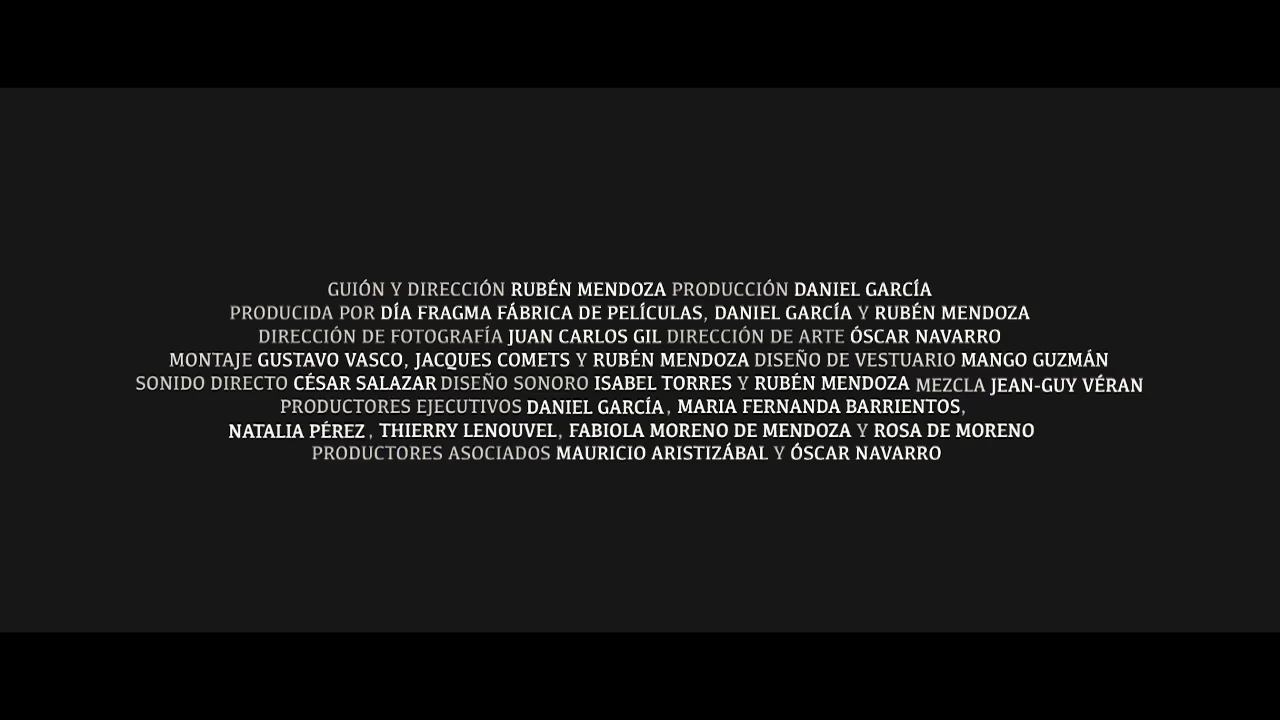 GUIÓN Y DIRECCIÓN RUBÉN MENDOZA PRODUCCIÓN DANIEL GARCÍA
PRODUCIDA POR DÍA FRAGMA FÁBRICA DE PELÍCULAS, DANIEL GARCÍA Y RUBÉN MENDOZA
DIRECCIÓN DE FOTOGRAFÍA JUAN CARLOS GIL DIRECCIÓN DE ARTE ÓSCAR NAVARRO
MONTAJE GUSTAVO VASCO, JACQUES COMETS Y RUBÉN MENDOZA DISEÑO DE VESTUARIO MANGO GUZMÁN
SONIDO DIRECTO CÉSAR SALAZAR DISEÑO SONORO ISABEL TORRES Y RUBÉN MENDOZA MEZCLA JEAN-GUY VÉRAN
PRODUCTORES EJECUTIVOS DANIEL GARCÍA, MARIA FERNANDA BARRIENTOS,
NATALIA PÉREZ, THIERRY LENOUVEL, FABIOLA MORENO DE MENDOZA Y ROSA DE MORENO
PRODUCTORES ASOCIADOS MAURICIO ARISTIZÁBAL Y ÓSCAR NAVARRO